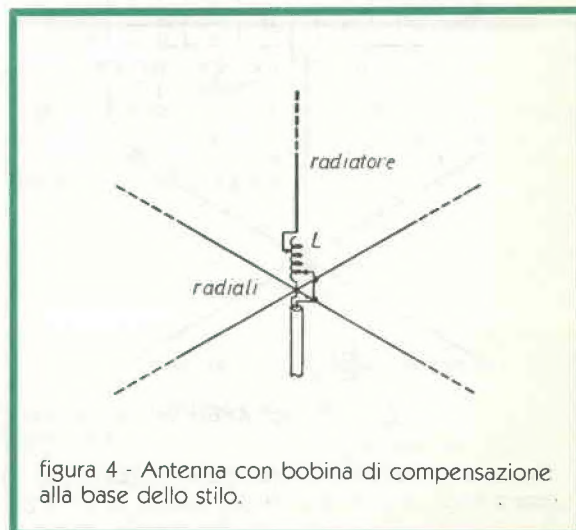 radiatore
L
radiali
figura 4 - Antenna con bobina di compensazione
alla base dello stilo.